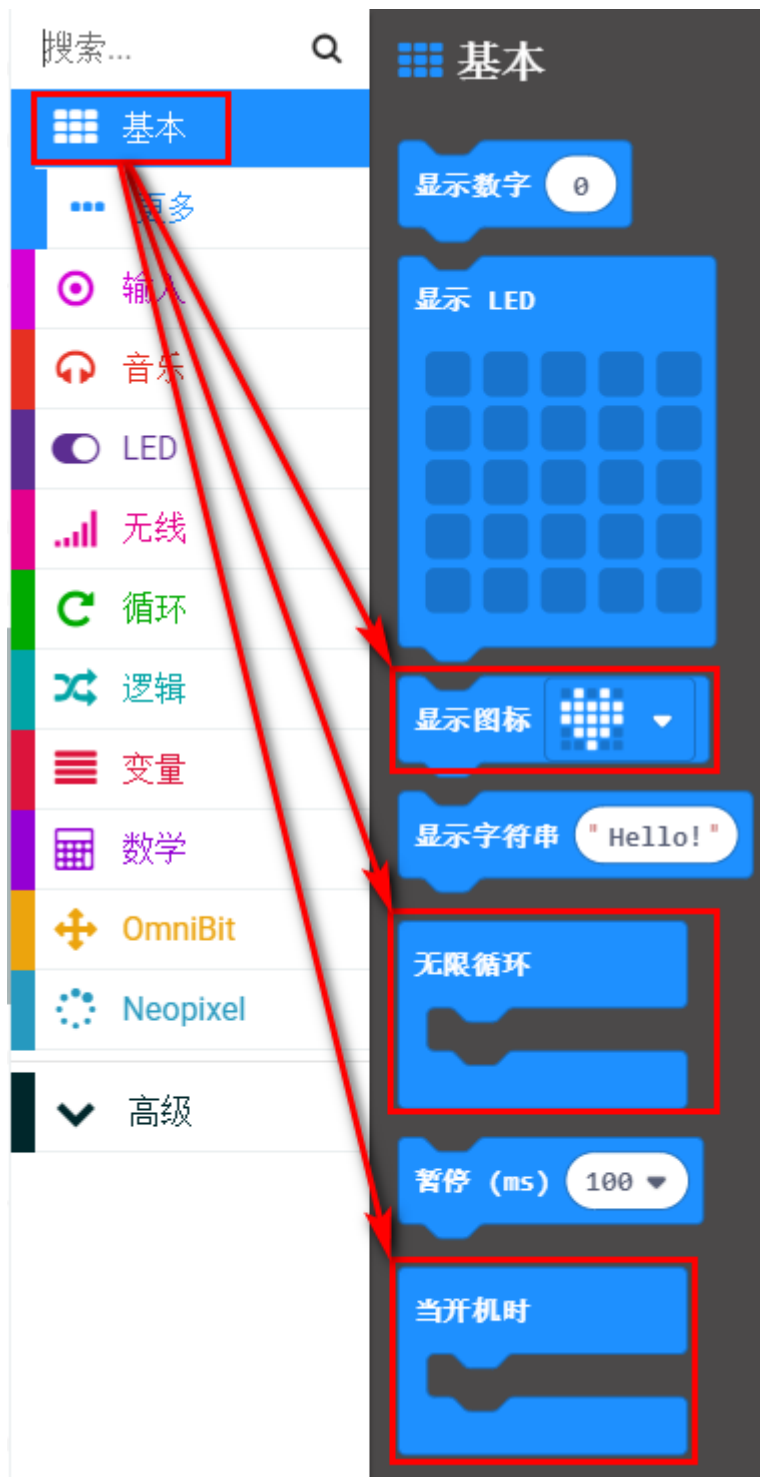 搜索...
基本
更多
输入
音乐
LED
无线
循环
逻辑
变量
数学
OmniBit
Neopixel
高级
基本
显示数字 0
显示 LED
显示图标
显示字符串 "Hello!"
无限循环
暂停 (ms) 100
当开机时